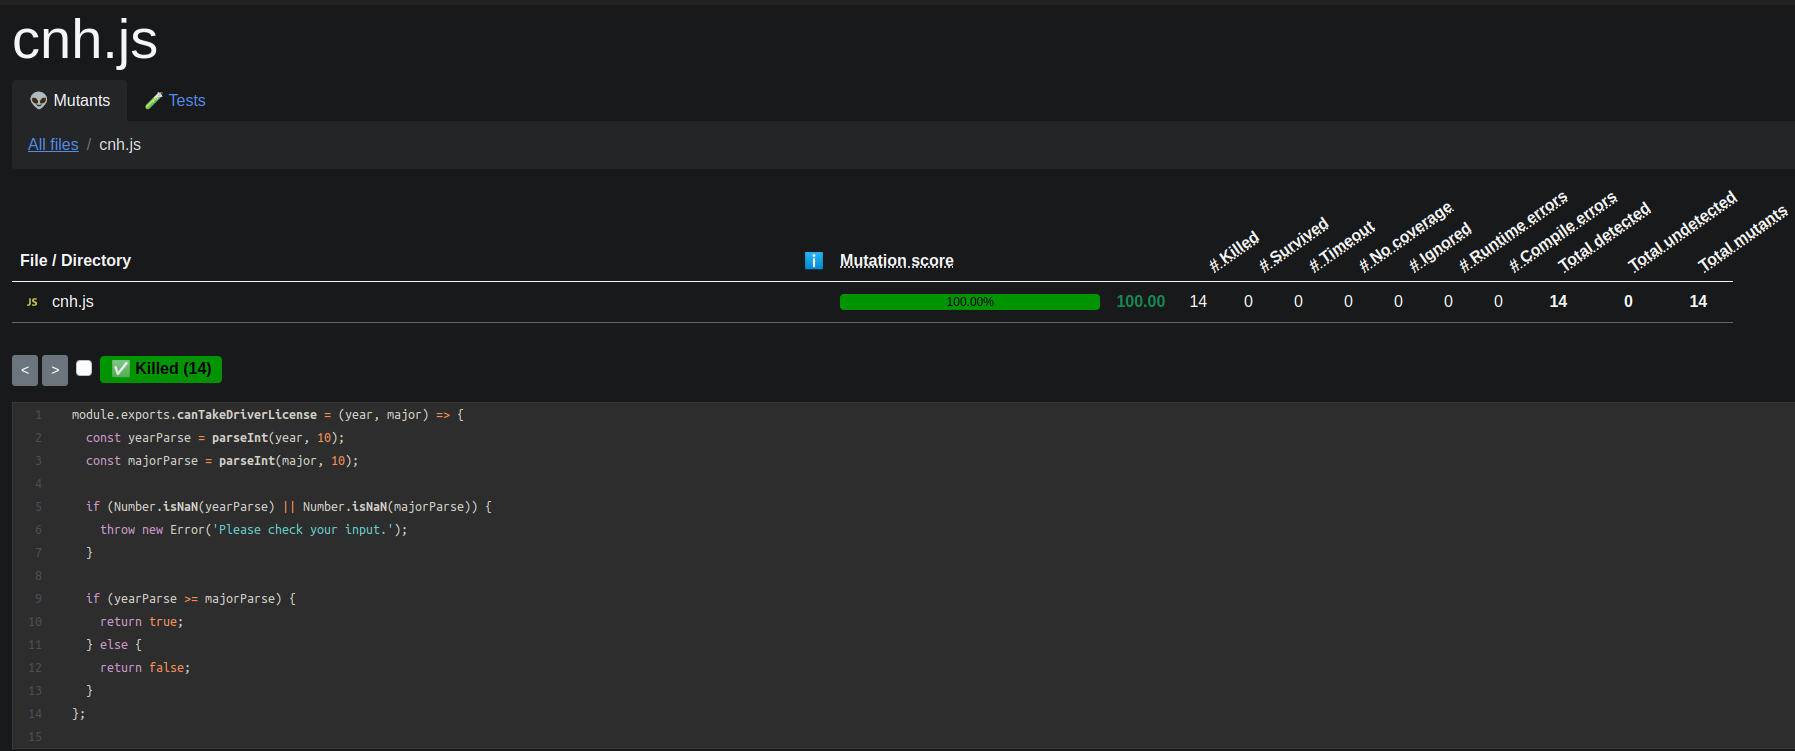 cnh.js
👽 Mutants 🧪 Tests
All files / cnh.js
File / Directory ℹ️ Mutation score # Killed # Survived # Timeout # No coverage # Ignored # Runtime errors # Compile errors Total detected Total undetected Total mutants
JS cnh.js 100.00% 100.00 14 0 0 0 0 0 0 14 0 14
< > ✅ Killed (14)
1 module.exports.canTakeDriverLicense = (year, major) => {
2   const yearParse = parseInt(year, 10);
3   const majorParse = parseInt(major, 10);
4
5   if (Number.isNaN(yearParse) || Number.isNaN(majorParse)) {
6     throw new Error('Please check your input.');
7   }
8
9   if (yearParse >= majorParse) {
10     return true;
11   } else {
12     return false;
13   }
14 };
15